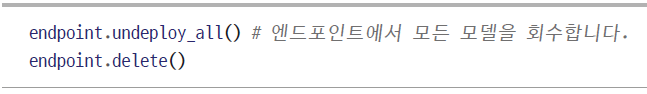 endpoint.undeploy_all() # 엔드포인트에서 모든 모델을 회수합니다.
endpoint.delete()